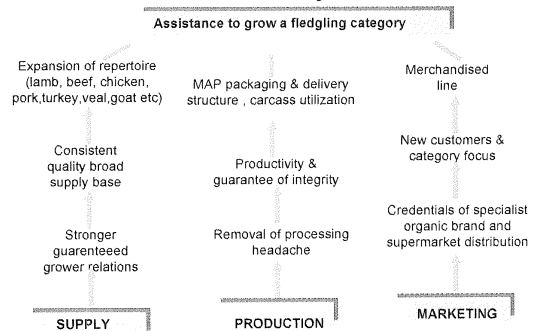 Assistance to grow a fledgling category
Expansion of repertoire
(lamb, beef, chicken,
pork,turkey,veal,goat etc)
MAP packaging & delivery
structure , carcass utilization
Merchandised
line
Consistent
quality broad
supply base
Productivity &
guarantee of integrity
New customers &
category focus
Stronger
guarenteeed
grower relations
Removal of processing
headache
Credentials of specialist
organic brand and
supermarket distribution
SUPPLY
PRODUCTION
MARKETING